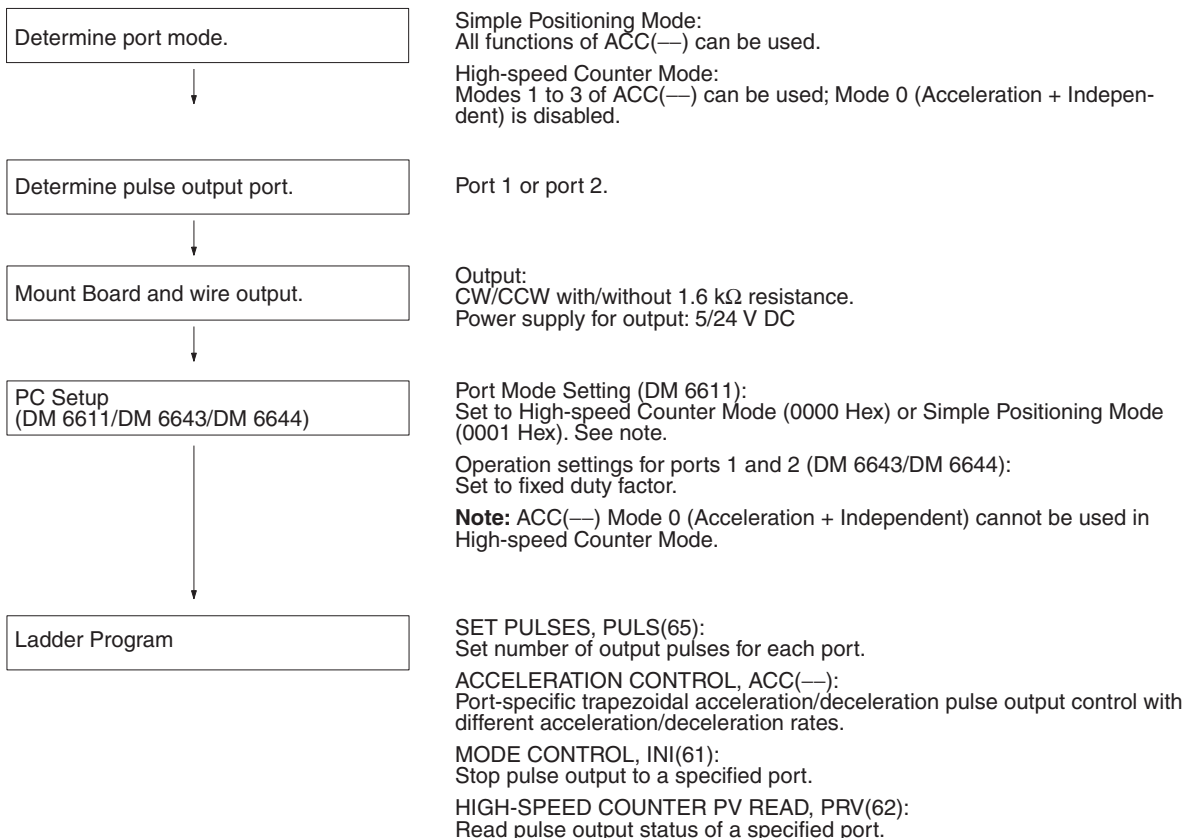 Determine port mode.
Simple Positioning Mode:
All functions of ACC(––) can be used.
High-speed Counter Mode:
Modes 1 to 3 of ACC(––) can be used; Mode 0 (Acceleration + Indepen-
dent) is disabled.
Determine pulse output port.
Port 1 or port 2.
Mount Board and wire output.
Output:
CW/CCW with/without 1.6 kΩ resistance.
Power supply for output: 5/24 V DC
PC Setup
(DM 6611/DM 6643/DM 6644)
Port Mode Setting (DM 6611):
Set to High-speed Counter Mode (0000 Hex) or Simple Positioning Mode
(0001 Hex). See note.
Operation settings for ports 1 and 2 (DM 6643/DM 6644):
Set to fixed duty factor.
Note: ACC(––) Mode 0 (Acceleration + Independent) cannot be used in
High-speed Counter Mode.
Ladder Program
SET PULSES, PULS(65):
Set number of output pulses for each port.
ACCELERATION CONTROL, ACC(––):
Port-specific trapezoidal acceleration/deceleration pulse output control with
different acceleration/deceleration rates.
MODE CONTROL, INI(61):
Stop pulse output to a specified port.
HIGH-SPEED COUNTER PV READ, PRV(62):
Read pulse output status of a specified port.